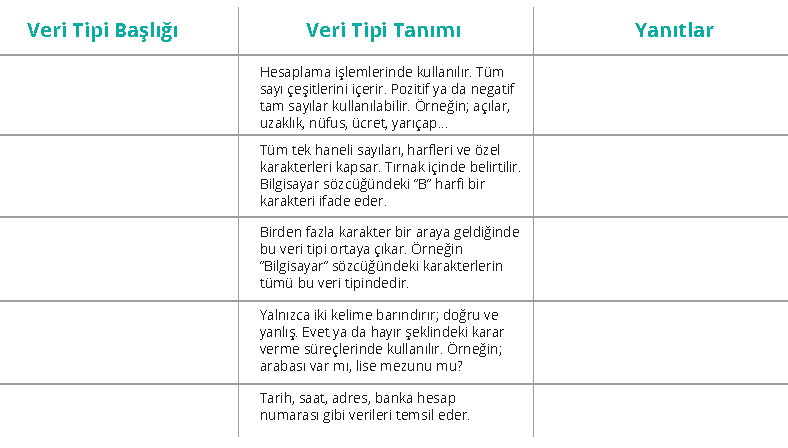 Veri Tipi Başlığı Veri Tipi Tanımı Yanıtlar
Hesaplama işlemlerinde kullanılır. Tüm
sayı çeşitlerini içerir. Pozitif ya da negatif
tam sayılar kullanılabilir. Örneğin; açılar,
uzaklık, nüfus, ücret, yarıçap...
Tüm tek haneli sayıları, harfleri ve özel
karakterleri kapsar. Tırnak içinde belirtilir.
Bilgisayar sözcüğündeki “B” harfi bir
karakteri ifade eder.
Birden fazla karakter bir araya geldiğinde
bu veri tipi ortaya çıkar. Örneğin
“Bilgisayar” sözcüğündeki karakterlerin
tümü bu veri tipindedir.
Yalnızca iki kelime barındırır; doğru ve
yanlış. Evet ya da hayır şeklindeki karar
verme süreçlerinde kullanılır. Örneğin;
arabası var mı, lise mezunu mu?
Tarih, saat, adres, banka hesap
numarası gibi verileri temsil eder.